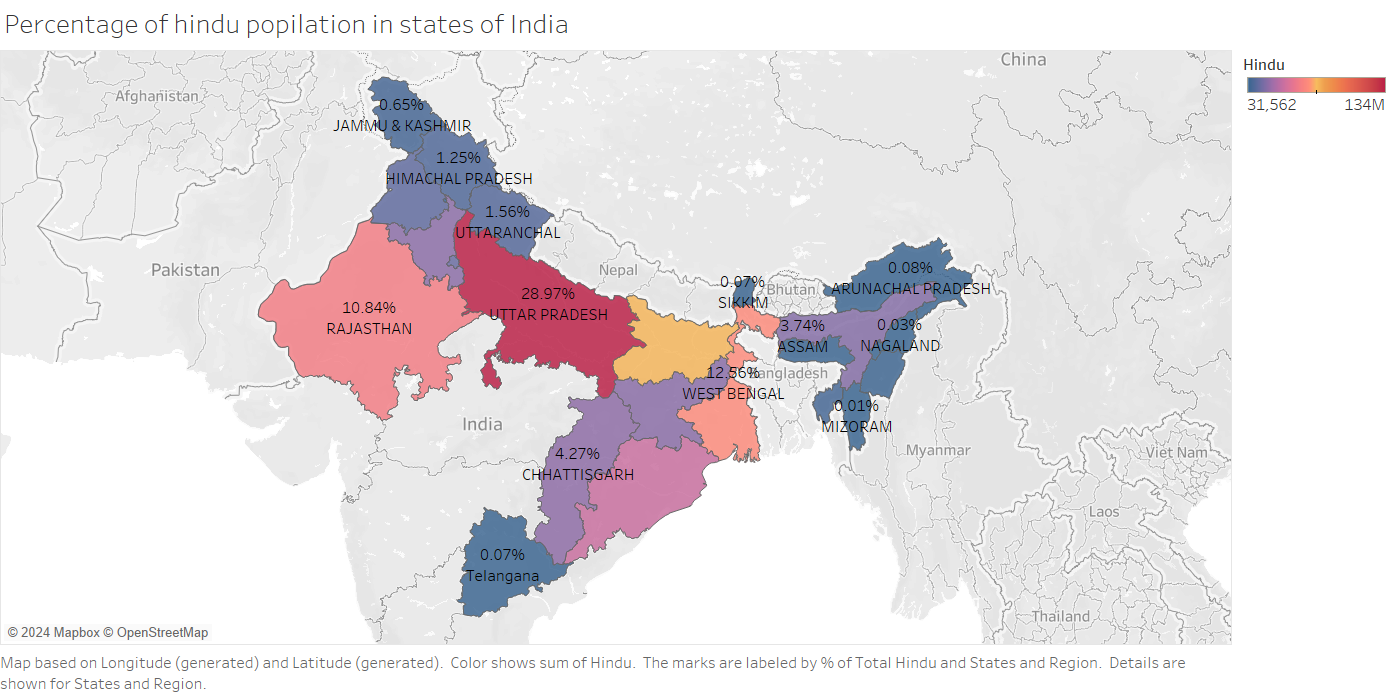 Percentage of hindu popilation in states of India
Hindu
31,562 134M
China
Afghanistan
0.65%
JAMMU & KASHMIR
1.25%
HIMACHAL PRADESH
1.56%
UTTARANCHAL
Pakistan
Nepal
0.07%
SIKKIM
Bhutan
0.08%
ARUNACHAL PRADESH
28.97%
UTTAR PRADESH
10.84%
RAJASTHAN
3.74%
ASSAM
0.03%
NAGALAND
12.56%
WEST BENGAL
Bangladesh
0.01%
MIZORAM
India
4.27%
CHHATTISGARH
Myanmar
Viet Nam
Laos
0.07%
Telangana
Thailand
© 2024 Mapbox © OpenStreetMap
Map based on Longitude (generated) and Latitude (generated).  Color shows sum of Hindu.  The marks are labeled by % of Total Hindu and States and Region.  Details are
shown for States and Region.